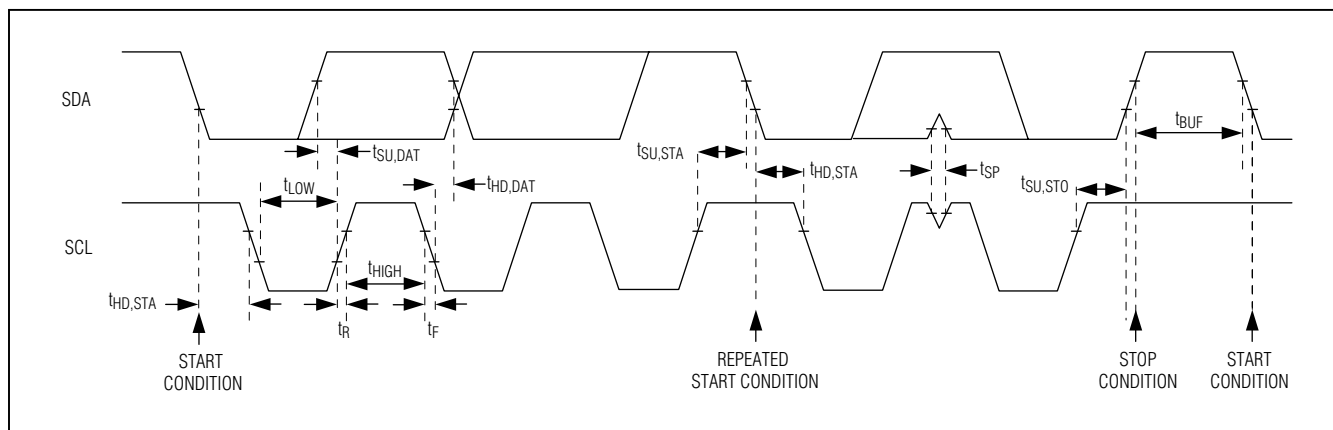 SDA
tSU,DAT
tLOW
tHD,DAT
tSU,STA
tHD,STA
tSP
tSU,STO
tBUF
SCL
tHIGH
tHD,STA
tR
tF
START
CONDITION
REPEATED
START CONDITION
STOP
CONDITION
START
CONDITION